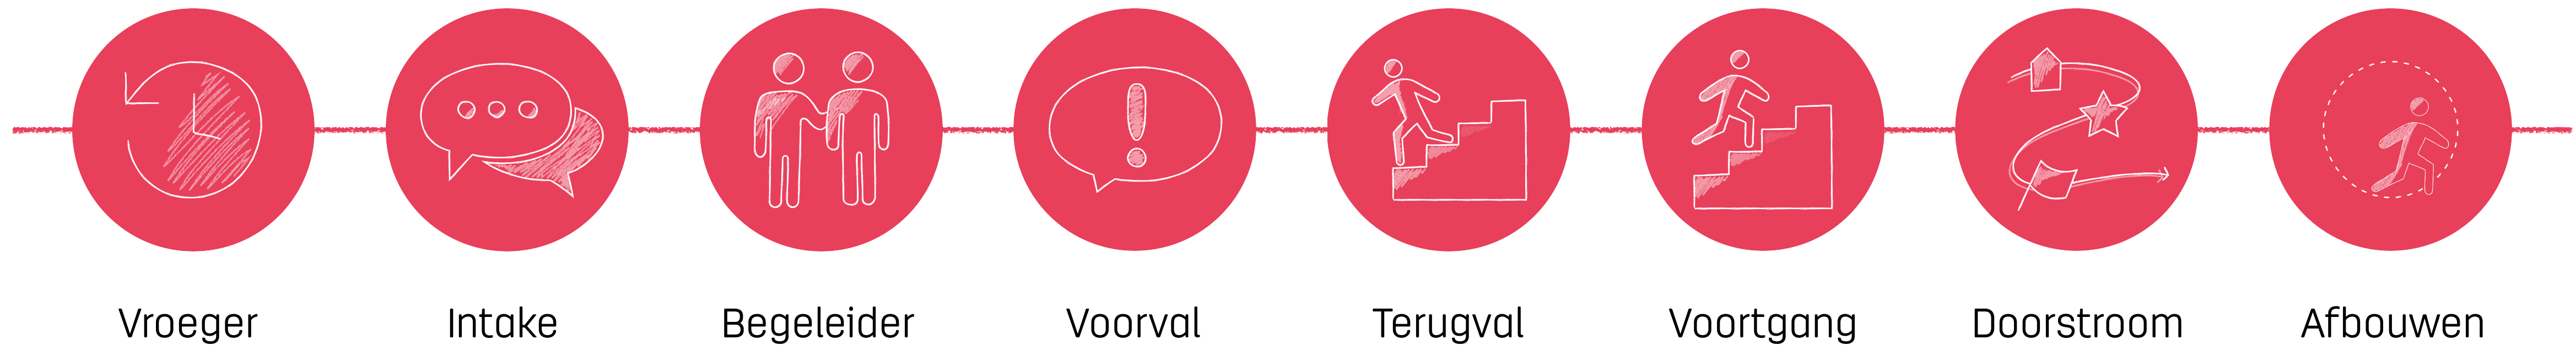 Vroeger
Intake
Begeleider
Voorval
Terugval
Voortgang
Doorstroom
Afbouwen